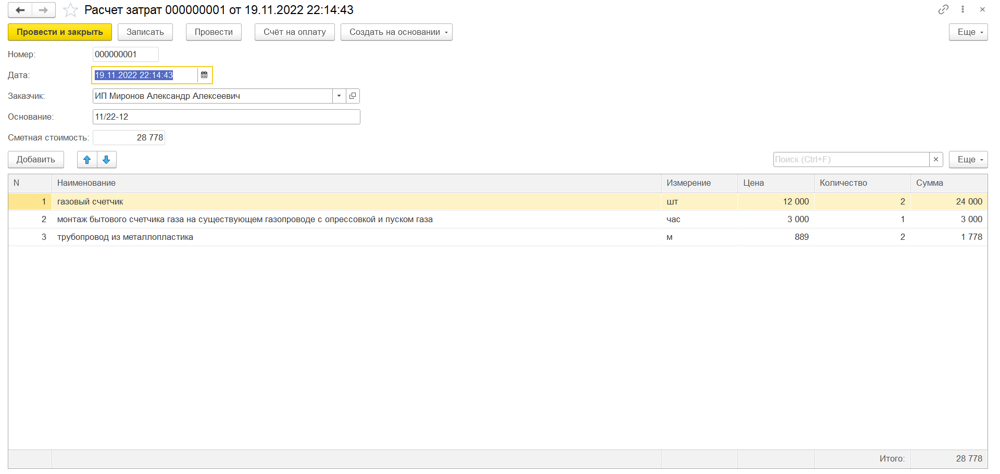 Расчет затрат 000000001 от 19.11.2022 22:14:43
Провести и закрыть Записать Провести Счёт на оплату Создать на основании Еще
Номер: 000000001
Дата: 19.11.2022 22:14:43
Заказчик: ИП Миронов Александр Алексеевич
Основание: 11/22-12
Сметная стоимость: 28 778
Добавить Поиск (Ctrl+F) Еще
N Наименование Измерение Цена Количество Сумма
1 газовый счетчик шт 12 000 2 24 000
2 монтаж бытового счетчика газа на существующем газопроводе с опрессовкой и пуском газа час 3 000 1 3 000
3 трубопровод из металлопластика м 889 2 1 778
Итого: 28 778